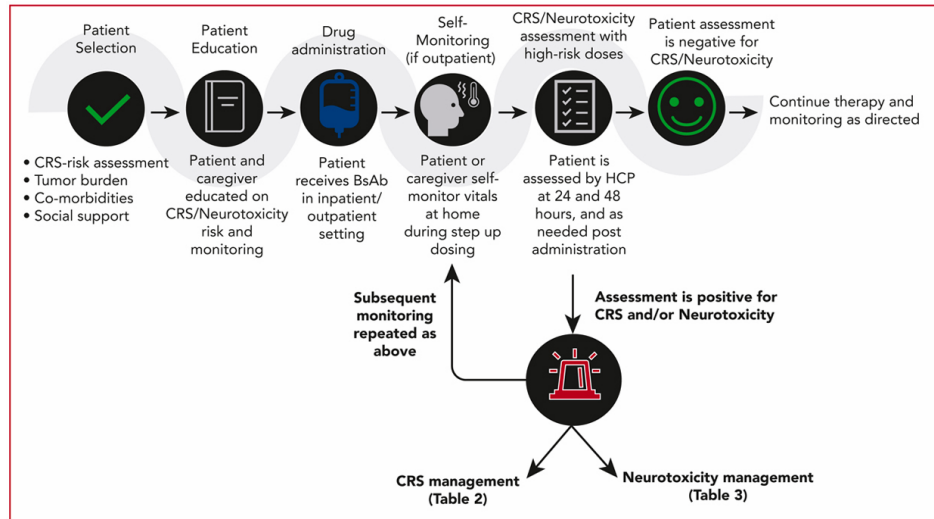 Patient
Selection
Patient
Education
Drug
administration
Self-
Monitoring
(if outpatient)
CRS/Neurotoxicity
assessment with
high-risk doses
Patient assessment
is negative for
CRS/Neurotoxicity
• CRS-risk assessment
• Tumor burden
• Co-morbidities
• Social support
Patient and
caregiver
educated on
CRS/Neurotoxicity
risk and
monitoring
Patient
receives BsAb
in inpatient/
outpatient
setting
Patient or
caregiver self-
monitor vitals
at home
during step up
dosing
Patient is
assessed by HCP
at 24 and 48
hours, and as
needed post
administration
Continue therapy and
monitoring as directed
Subsequent
monitoring
repeated as
above
Assessment is positive for
CRS and/or Neurotoxicity
CRS management
(Table 2)
Neurotoxicity management
(Table 3)